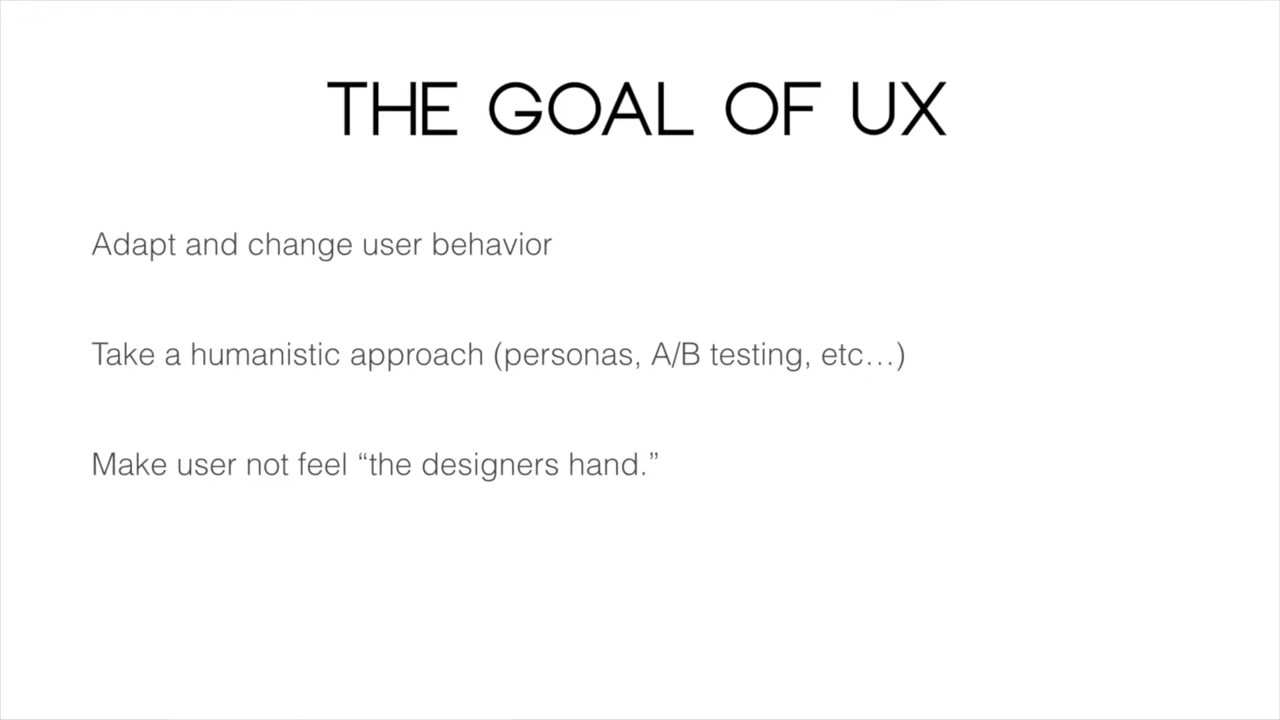 THE GOAL OF UX
Adapt and change user behavior
Take a humanistic approach (personas, A/B testing, etc…)
Make user not feel “the designers hand.”